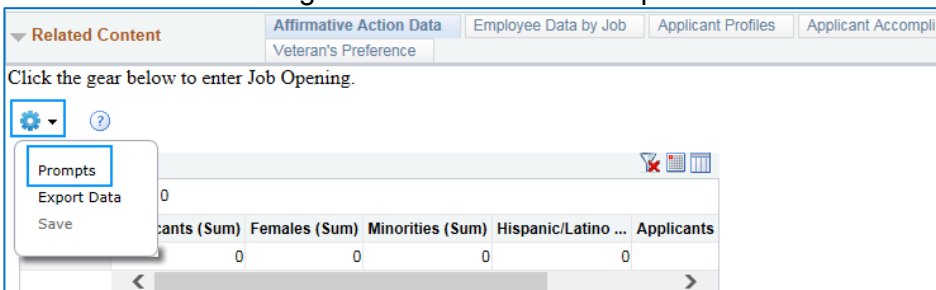 Related Content
Affirmative Action Data Employee Data by Job Applicant Profiles Applicant Accompli
Veteran's Preference
Click the gear below to enter Job Opening.
Prompts
Export Data 0
Save
cants (Sum) Females (Sum) Minorities (Sum) Hispanic/Latino ... Applicants
0 0 0 0